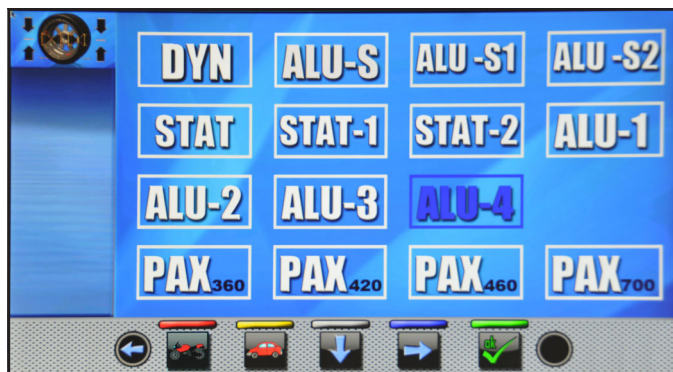 DYN ALU-S ALU -S1 ALU -S2
STAT STAT-1 STAT-2 ALU-1
ALU-2 ALU-3 ALU-4
PAX360 PAX420 PAX460 PAX700
ok